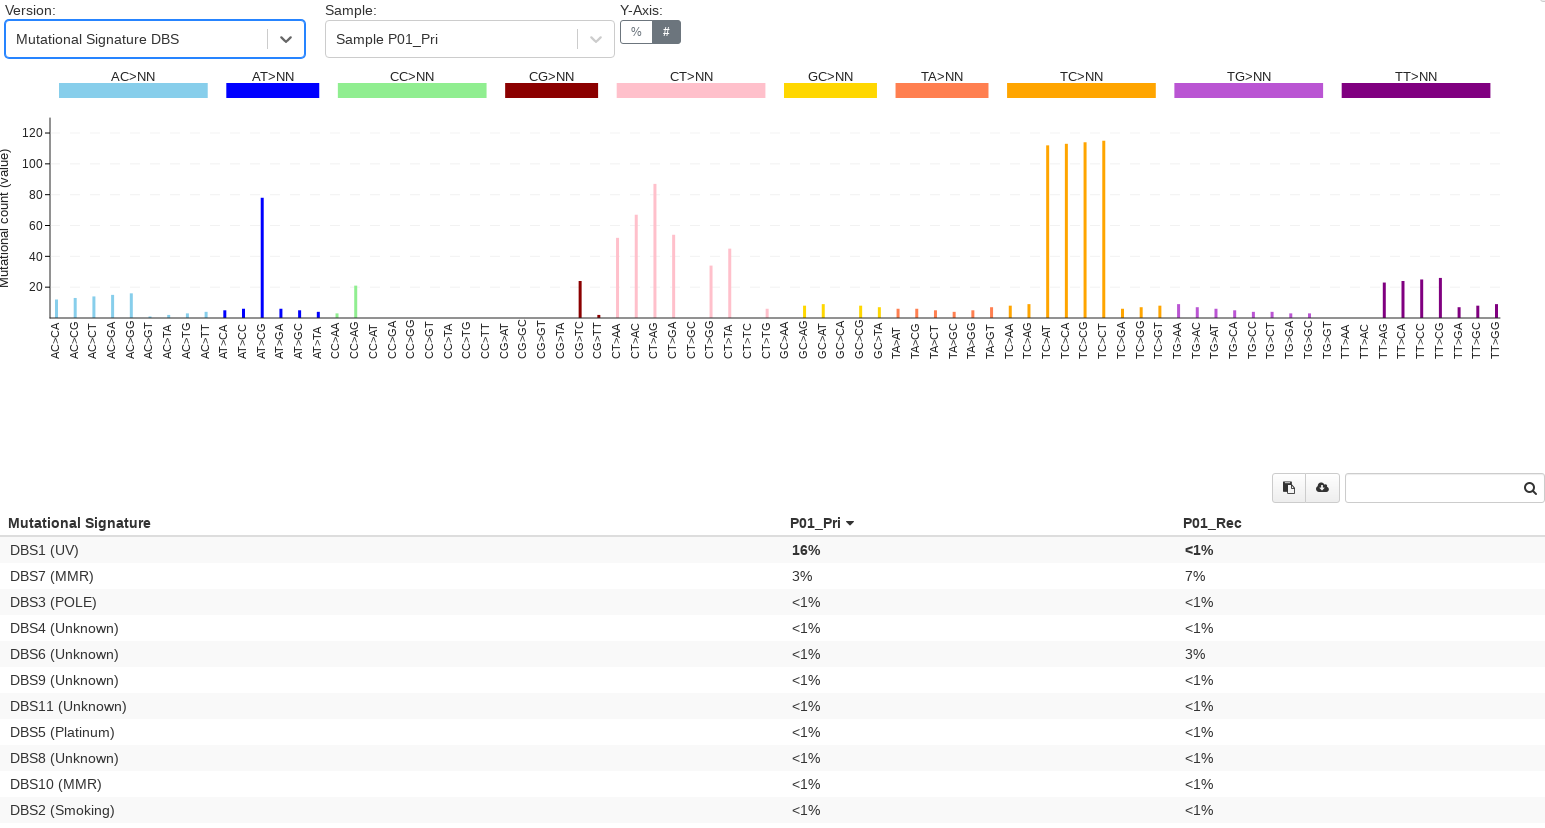 Version: Sample: Y-Axis:
Mutational Signature DBS Sample P01_Pri % #
AC>NN AT>NN CC>NN CG>NN CT>NN GC>NN TA>NN TC>NN TG>NN TT>NN
Mutational count (value)
120
100
80
60
40
20
AC>CA AC>CG AC>CT AC>GA AC>GG AC>GT AC>TA AC>TG AC>TT AT>CA AT>CC AT>CG AT>GA AT>GC AT>TA CC>AA CC>AG CC>AT CC>GA CC>GG CC>GT CC>TA CC>TG CC>TT CG>AT CG>GC CG>GT CG>TA CG>TC CG>TT CT>AA CT>AC CT>AG CT>GA CT>GC CT>GG CT>TA CT>TC CT>TG GC>AA GC>AG GC>AT GC>CA GC>CG GC>TA TA>AT TA>CG TA>CT TA>GC TA>GG TA>GT TC>AA TC>AG TC>AT TC>CA TC>CG TC>CT TC>GA TC>GG TC>GT TG>AA TG>AC TG>AT TG>CA TG>CC TG>CT TG>GA TG>GC TG>GT TT>AA TT>AC TT>AG TT>CA TT>CC TT>CG TT>GA TT>GC TT>GG
Mutational Signature P01_Pri P01_Rec
DBS1 (UV) 16% <1%
DBS7 (MMR) 3% 7%
DBS3 (POLE) <1% <1%
DBS4 (Unknown) <1% <1%
DBS6 (Unknown) <1% 3%
DBS9 (Unknown) <1% <1%
DBS11 (Unknown) <1% <1%
DBS5 (Platinum) <1% <1%
DBS8 (Unknown) <1% <1%
DBS10 (MMR) <1% <1%
DBS2 (Smoking) <1% <1%